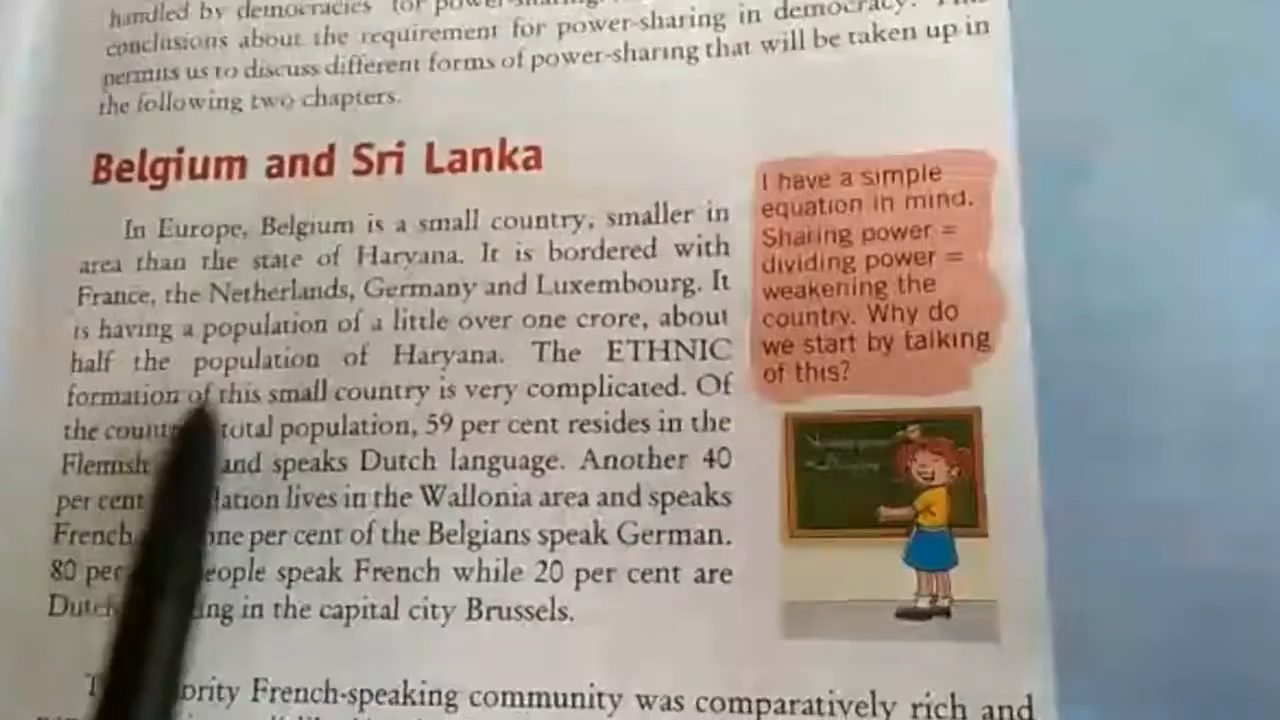 handled by democracies for power-sharing.
conclusions about the requirement for power-sharing in democracy.
permits us to discuss different forms of power-sharing that will be taken up in
the following two chapters.
Belgium and Sri Lanka
In Europe, Belgium is a small country, smaller in
area than the state of Haryana. It is bordered with
France, the Netherlands, Germany and Luxembourg. It
is having a population of a little over one crore, about
half the population of Haryana. The ETHNIC
formation of this small country is very complicated. Of
the total population, 59 per cent resides in the
Flemish and speaks Dutch language. Another 40
per cent lives in the Wallonia area and speaks
French one per cent of the Belgians speak German.
80 per people speak French while 20 per cent are
Dutch in the capital city Brussels.
French-speaking community was comparatively rich and
I have a simple
equation in mind.
Sharing power =
dividing power =
weakening the
country. Why do
we start by talking
of this?